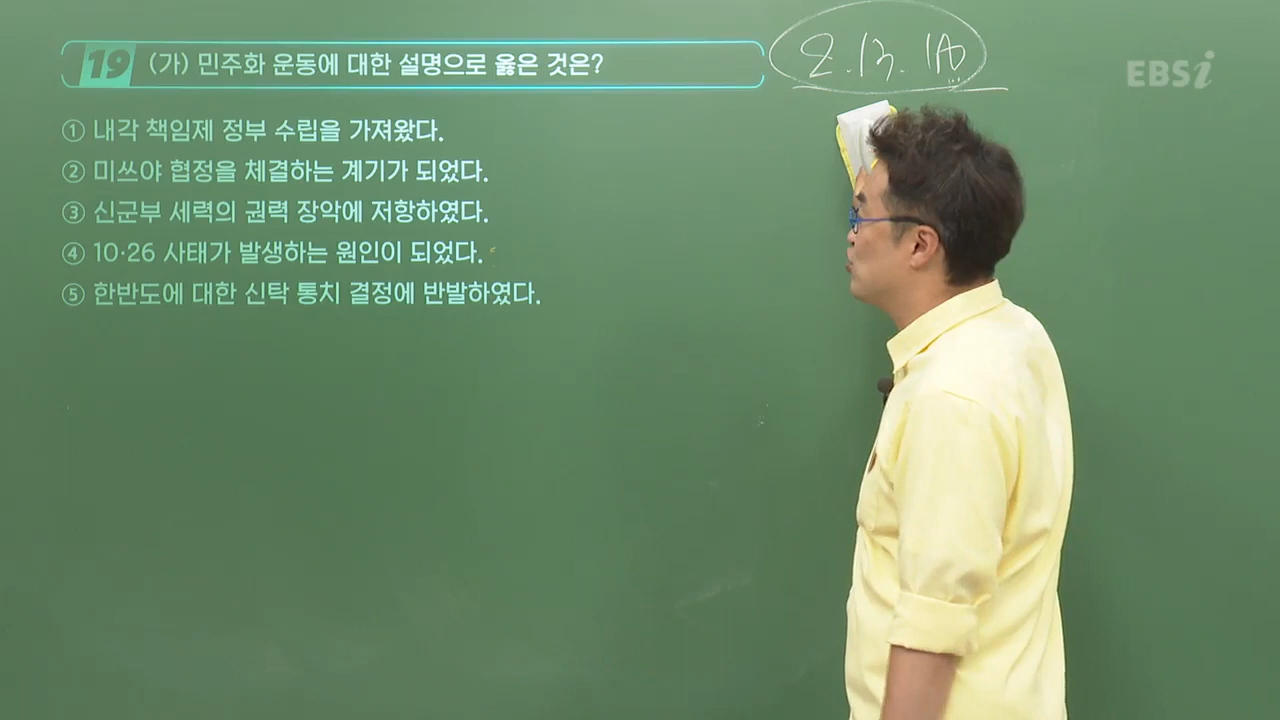 19 (가) 민주화 운동에 대한 설명으로 옳은 것은?
EBSi
① 내각 책임제 정부 수립을 가져왔다.
② 미쓰야 협정을 체결하는 계기가 되었다.
③ 신군부 세력의 권력 장악에 저항하였다.
④ 10·26 사태가 발생하는 원인이 되었다.
⑤ 한반도에 대한 신탁 통치 결정에 반발하였다.